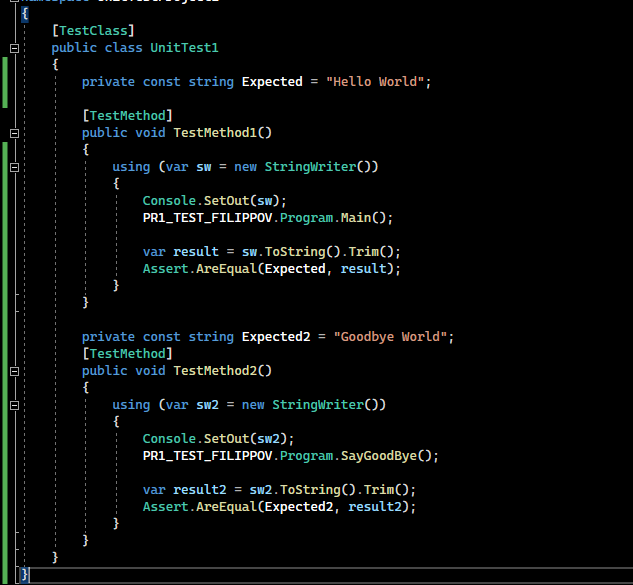 {
[TestClass]
public class UnitTest1
{
private const string Expected = "Hello World";
[TestMethod]
public void TestMethod1()
{
using (var sw = new StringWriter())
{
Console.SetOut(sw);
PR1_TEST_FILIPPOV.Program.Main();
var result = sw.ToString().Trim();
Assert.AreEqual(Expected, result);
}
}
private const string Expected2 = "Goodbye World";
[TestMethod]
public void TestMethod2()
{
using (var sw2 = new StringWriter())
{
Console.SetOut(sw2);
PR1_TEST_FILIPPOV.Program.SayGoodBye();
var result2 = sw2.ToString().Trim();
Assert.AreEqual(Expected2, result2);
}
}
}
}